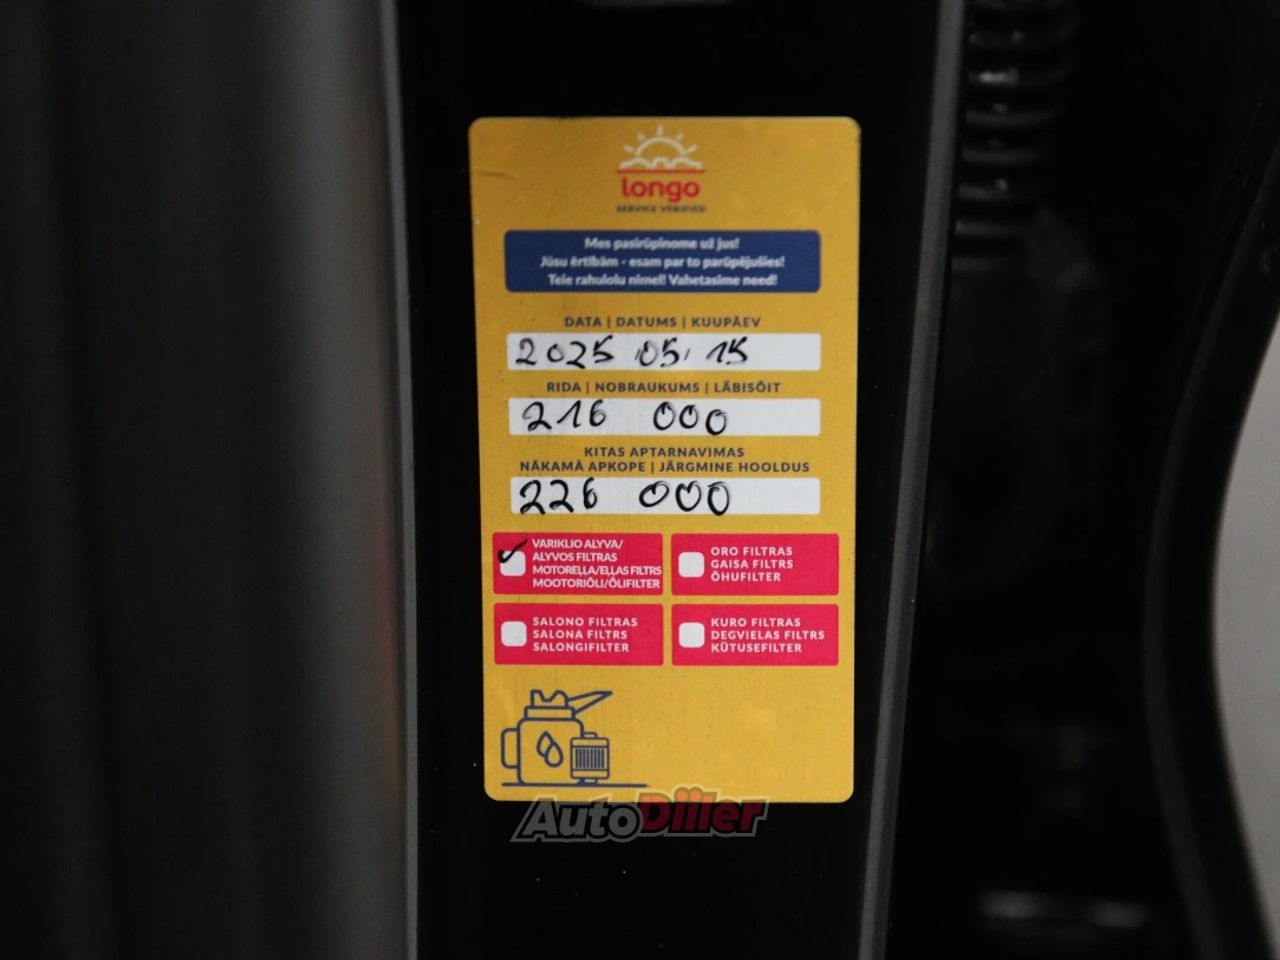 longo
SERVICE VERIFIED
Mes pasirūpinome už jus!
Jūsu ērtībām - esam par to parūpējušies!
Teie rahulolu nimel! Vahetasime need!
DATA | DATUMS | KUUPÄEV
2025 05 15
RIDA | NOBRAUKUMS | LÄBISÕIT
216 000
KITAS APTARNAVIMAS
NĀKAMĀ APKOPE | JÄRGMINE HOOLDUS
226 000
VARIKLIO ALYVA/
ALYVOS FILTRAS
MOTOREĻĻA/EĻĻAS FILTRS
MOOTORIÕLI/ÕLIFILTER
ORO FILTRAS
GAISA FILTRS
ÕHUFILTER
SALONO FILTRAS
SALONA FILTRS
SALONGIFILTER
KURO FILTRAS
DEGVIELAS FILTRS
KÜTUSEFILTER
AutoDiiler